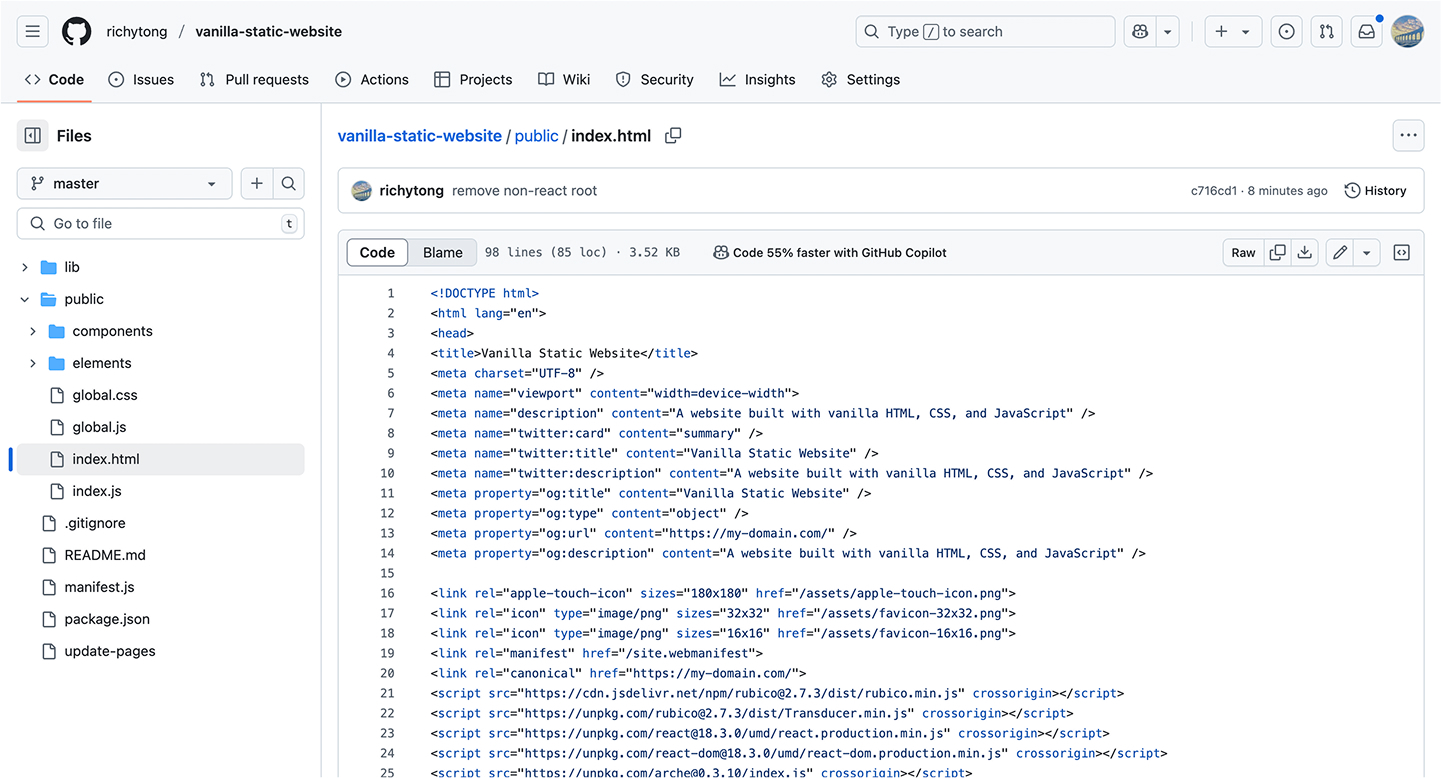 richytong / vanilla-static-website
Type / to search
Code Issues Pull requests Actions Projects Wiki Security Insights Settings
Files
master
Go to file t
lib
public
components
elements
global.css
global.js
index.html
index.js
.gitignore
README.md
manifest.js
package.json
update-pages
vanilla-static-website / public / index.html
richytong remove non-react root c716cd1 · 8 minutes ago History
Code Blame 98 lines (85 loc) · 3.52 KB Code 55% faster with GitHub Copilot Raw
1 <!DOCTYPE html>
2 <html lang="en">
3 <head>
4 <title>Vanilla Static Website</title>
5 <meta charset="UTF-8" />
6 <meta name="viewport" content="width=device-width">
7 <meta name="description" content="A website built with vanilla HTML, CSS, and JavaScript" />
8 <meta name="twitter:card" content="summary" />
9 <meta name="twitter:title" content="Vanilla Static Website" />
10 <meta name="twitter:description" content="A website built with vanilla HTML, CSS, and JavaScript" />
11 <meta property="og:title" content="Vanilla Static Website" />
12 <meta property="og:type" content="object" />
13 <meta property="og:url" content="https://my-domain.com/" />
14 <meta property="og:description" content="A website built with vanilla HTML, CSS, and JavaScript" />
15
16 <link rel="apple-touch-icon" sizes="180x180" href="/assets/apple-touch-icon.png">
17 <link rel="icon" type="image/png" sizes="32x32" href="/assets/favicon-32x32.png">
18 <link rel="icon" type="image/png" sizes="16x16" href="/assets/favicon-16x16.png">
19 <link rel="manifest" href="/site.webmanifest">
20 <link rel="canonical" href="https://my-domain.com/">
21 <script src="https://cdn.jsdelivr.net/npm/rubico@2.7.3/dist/rubico.min.js" crossorigin></script>
22 <script src="https://unpkg.com/rubico@2.7.3/dist/Transducer.min.js" crossorigin></script>
23 <script src="https://unpkg.com/react@18.3.0/umd/react.production.min.js" crossorigin></script>
24 <script src="https://unpkg.com/react-dom@18.3.0/umd/react-dom.production.min.js" crossorigin></script>
25 <script src="https://unpkg.com/arche@0.3.10/index.js" crossorigin></script>